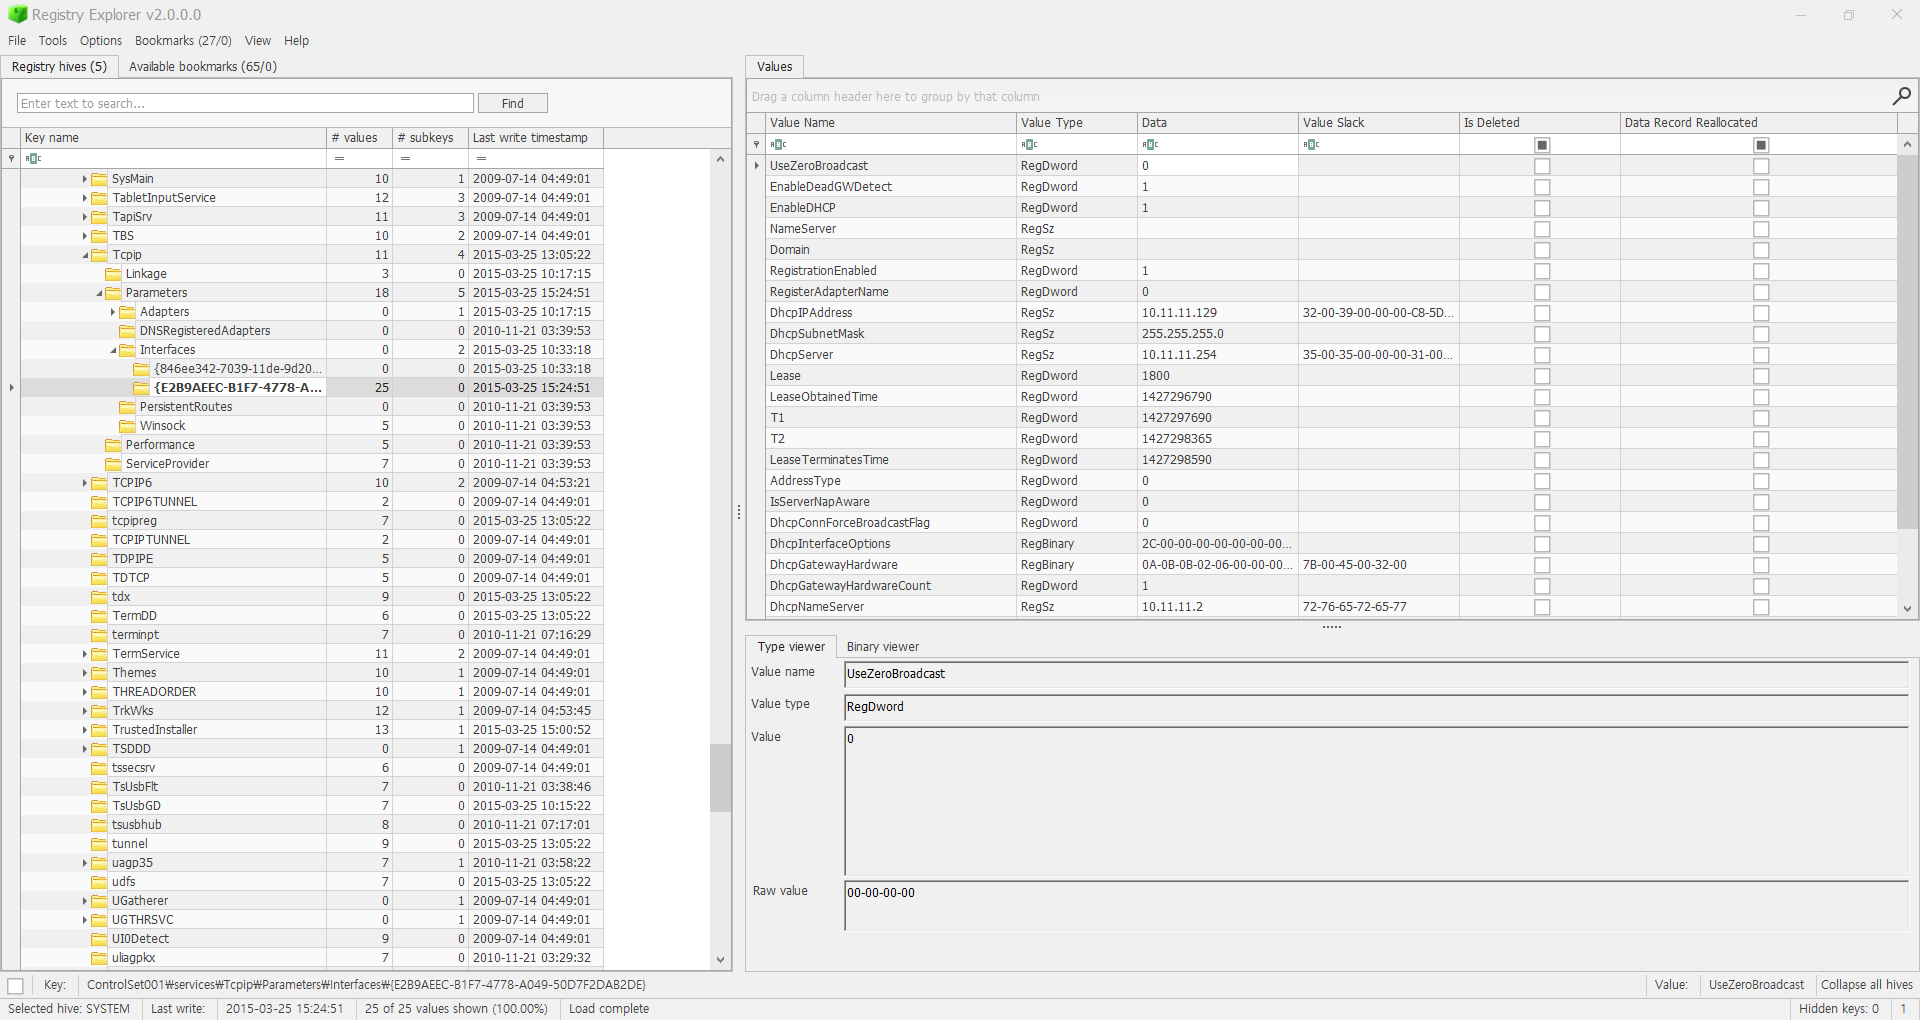 Registry Explorer v2.0.0.0
File Tools Options Bookmarks (27/0) View Help
Registry hives (5) Available bookmarks (65/0)
Enter text to search... Find
Key name # values # subkeys Last write timestamp
SysMain 10 1 2009-07-14 04:49:01
TabletInputService 12 3 2009-07-14 04:49:01
TapiSrv 11 3 2009-07-14 04:49:01
TBS 10 2 2009-07-14 04:49:01
Tcpip 11 4 2015-03-25 13:05:22
Linkage 3 0 2015-03-25 10:17:15
Parameters 18 5 2015-03-25 15:24:51
Adapters 0 1 2015-03-25 10:17:15
DNSRegisteredAdapters 0 0 2010-11-21 03:39:53
Interfaces 0 2 2015-03-25 10:33:18
{846ee342-7039-11de-9d20... 0 0 2015-03-25 10:33:18
{E2B9AEEC-B1F7-4778-A... 25 0 2015-03-25 15:24:51
PersistentRoutes 0 0 2010-11-21 03:39:53
Winsock 5 0 2010-11-21 03:39:53
Performance 5 0 2010-11-21 03:39:53
ServiceProvider 7 0 2010-11-21 03:39:53
TCPIP6 10 2 2009-07-14 04:53:21
TCPIP6TUNNEL 2 0 2009-07-14 04:49:01
tcpipreg 7 0 2015-03-25 13:05:22
TCPIPTUNNEL 2 0 2009-07-14 04:49:01
TDPIPE 5 0 2009-07-14 04:49:01
TDTCP 5 0 2009-07-14 04:49:01
tdx 9 0 2015-03-25 13:05:22
TermDD 6 0 2015-03-25 13:05:22
terminpt 7 0 2010-11-21 07:16:29
TermService 11 2 2009-07-14 04:49:01
Themes 10 1 2009-07-14 04:49:01
THREADORDER 10 1 2009-07-14 04:49:01
TrkWks 12 1 2009-07-14 04:53:45
TrustedInstaller 13 1 2015-03-25 15:00:52
TSDDD 0 1 2009-07-14 04:49:01
tssecsrv 6 0 2009-07-14 04:49:01
TsUsbFlt 7 0 2010-11-21 03:38:46
TsUsbGD 7 0 2015-03-25 10:15:22
tsusbhub 8 0 2010-11-21 07:17:01
tunnel 9 0 2015-03-25 13:05:22
uagp35 7 1 2010-11-21 03:58:22
udfs 7 0 2015-03-25 13:05:22
UGatherer 0 1 2009-07-14 04:49:01
UGTHRSVC 0 1 2009-07-14 04:49:01
UI0Detect 9 0 2009-07-14 04:49:01
uliagpkx 7 0 2010-11-21 03:29:32
Values
Drag a column header here to group by that column
Value Name Value Type Data Value Slack Is Deleted Data Record Reallocated
UseZeroBroadcast RegDword 0
EnableDeadGWDetect RegDword 1
EnableDHCP RegDword 1
NameServer RegSz
Domain RegSz
RegistrationEnabled RegDword 1
RegisterAdapterName RegDword 0
DhcpIPAddress RegSz 10.11.11.129 32-00-39-00-00-00-C8-5D...
DhcpSubnetMask RegSz 255.255.255.0
DhcpServer RegSz 10.11.11.254 35-00-35-00-00-00-31-00...
Lease RegDword 1800
LeaseObtainedTime RegDword 1427296790
T1 RegDword 1427297690
T2 RegDword 1427298365
LeaseTerminatesTime RegDword 1427298590
AddressType RegDword 0
IsServerNapAware RegDword 0
DhcpConnForceBroadcastFlag RegDword 0
DhcpInterfaceOptions RegBinary 2C-00-00-00-00-00-00-00...
DhcpGatewayHardware RegBinary 0A-0B-0B-02-06-00-00-00... 7B-00-45-00-32-00
DhcpGatewayHardwareCount RegDword 1
DhcpNameServer RegSz 10.11.11.2 72-76-65-72-65-77
Type viewer Binary viewer
Value name UseZeroBroadcast
Value type RegDword
Value 0
Raw value 00-00-00-00
Key: ControlSet001₩services₩Tcpip₩Parameters₩Interfaces₩{E2B9AEEC-B1F7-4778-A049-50D7F2DAB2DE} Value: UseZeroBroadcast Collapse all hives
Selected hive: SYSTEM Last write: 2015-03-25 15:24:51 25 of 25 values shown (100.00%) Load complete Hidden keys: 0 1